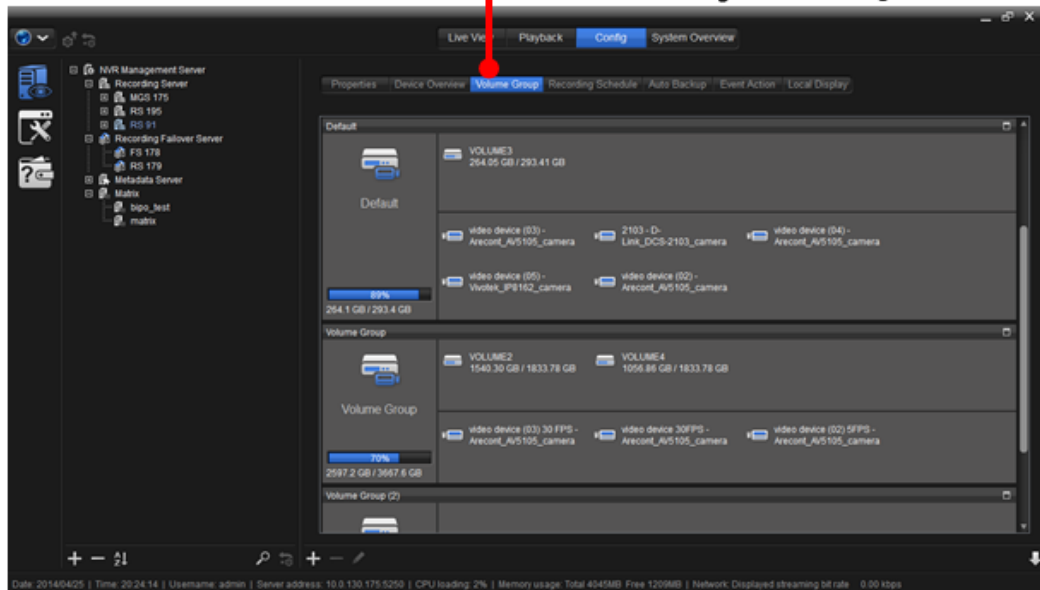 Live View Playback Config System Overview
NVR Management Server
Recording Server
MGS 175
RS 195
RS 91
Recording Failover Server
FS 178
RS 179
Metadata Server
Matrix
bipo_test
matrix
Properties Device Overview Volume Group Recording Schedule Auto Backup Event Action Local Display
Default
Default
89%
264.1 GB / 293.4 GB
VOLUME3
264.05 GB / 293.41 GB
video device (03) -
Arecont_AV5105_camera
2103 - D-
Link_DCS-2103_camera
video device (04) -
Arecont_AV5105_camera
video device (05) -
Vivotek_IP8162_camera
video device (02) -
Arecont_AV5105_camera
Volume Group
Volume Group
70%
2597.2 GB / 3667.6 GB
VOLUME2
1540.30 GB / 1833.78 GB
VOLUME4
1056.86 GB / 1833.78 GB
video device (03) 30 FPS -
Arecont_AV5105_camera
video device 30FPS -
Arecont_AV5105_camera
video device (02) 5FPS -
Arecont_AV5105_camera
Volume Group (2)
Date: 2014/04/25 | Time: 20:24:14 | Username: admin | Server address: 10.0.130.175:5250 | CPU loading: 2% | Memory usage: Total 4045MB Free 1209MB | Network: Displayed streaming bit rate 0.00 kbps